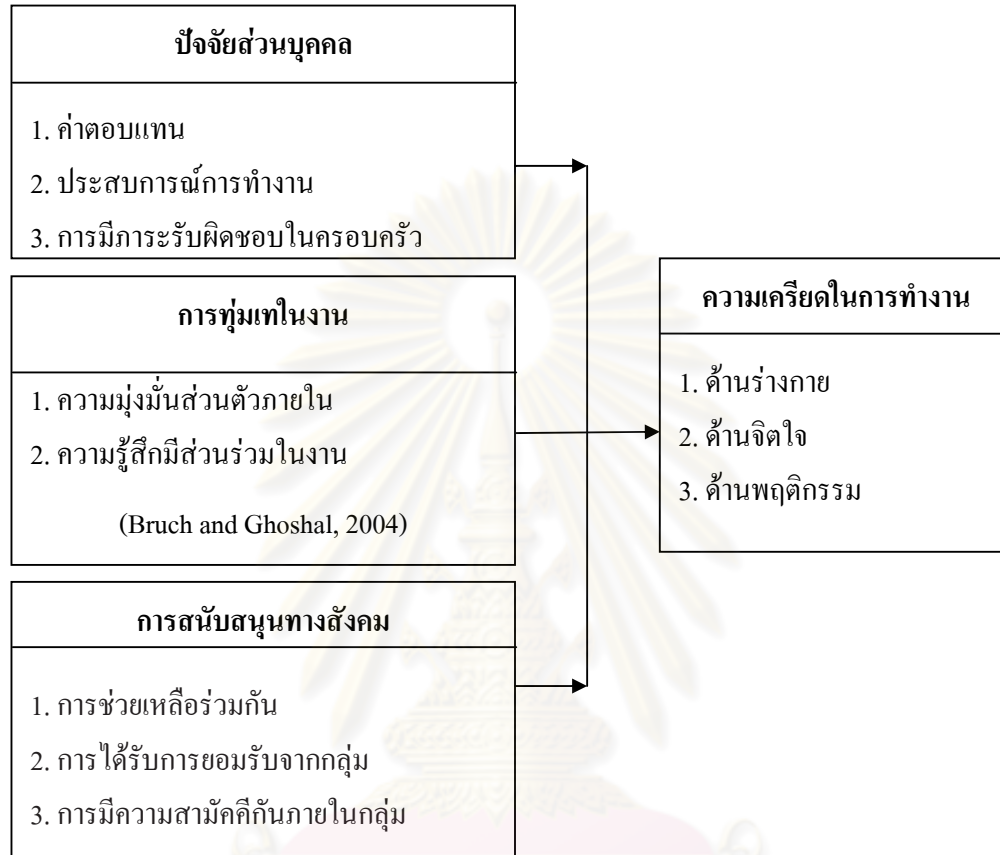 ปัจจัยส่วนบุคคล
1. ค่าตอบแทน
2. ประสบการณ์การทำงาน
3. การมีภาระรับผิดชอบในครอบครัว
การทุ่มเทในงาน
1. ความมุ่งมั่นส่วนตัวภายใน
2. ความรู้สึกมีส่วนร่วมในงาน
(Bruch and Ghoshal, 2004)
การสนับสนุนทางสังคม
1. การช่วยเหลือร่วมกัน
2. การได้รับการยอมรับจากกลุ่ม
3. การมีความสามัคคีกันภายในกลุ่ม
ความเครียดในการทำงาน
1. ด้านร่างกาย
2. ด้านจิตใจ
3. ด้านพฤติกรรม